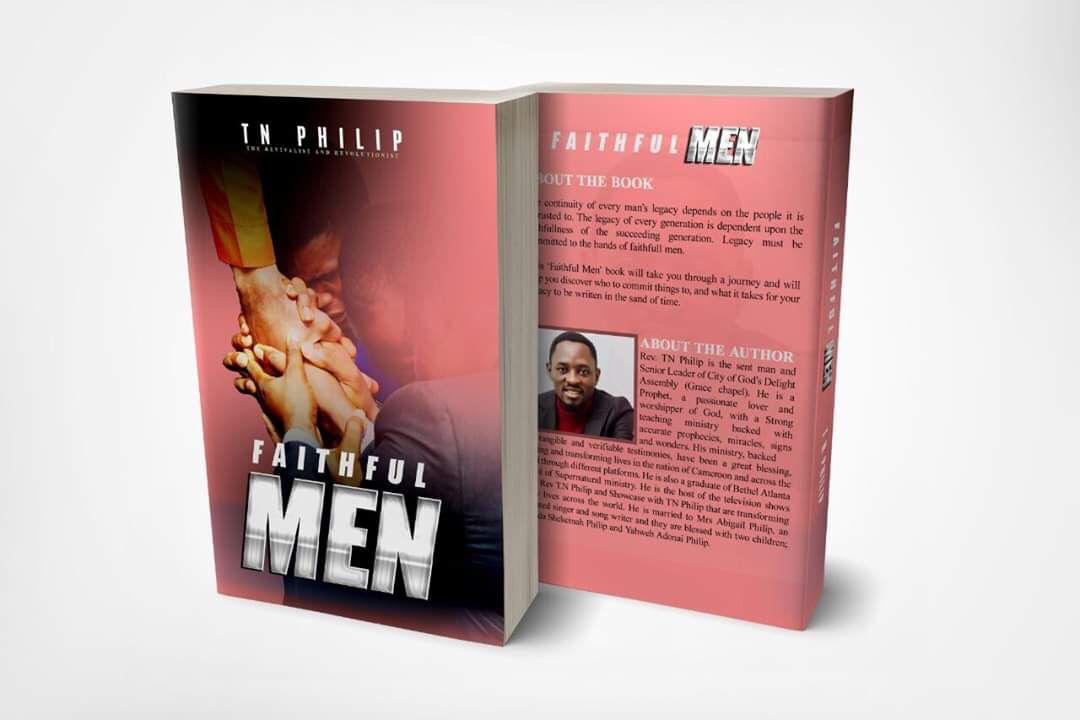 TN PHILIP
THE REVIVALIST AND REVOLUTIONIST
FAITHFUL
MEN
FAITHFUL MEN
BOUT THE BOOK
continuity of every man's legacy depends on the people it is
rusted to. The legacy of every generation is dependent upon the
thfullness of the succeeding generation. Legacy must be
mmitted to the hands of faithfull men.
s 'Faithful Men' book will take you through a journey and will
p you discover who to commit things to, and what it takes for your
acy to be written in the sand of time.
ABOUT THE AUTHOR
Rev. TN Philip is the sent man and
Senior Leader of City of God's Delight
Assembly (Grace chapel). He is a
Prophet, a passionate lover and
worshipper of God, with a Strong
teaching ministry backed with
accurate prophecies, miracles, signs
and wonders. His ministry, backed
tangible and verifiable testimonies, have been a great blessing,
ing and transforming lives in the nation of Cameroon and across the
through different platforms. He is also a graduate of Bethel Atlanta
of Supernatural ministry. He is the host of the television shows
Rev T.N Philip and Showcase with TN Philip that are transforming
lives across the world. He is married to Mrs Abigail Philip, an
ted singer and song writer and they are blessed with two children;
Shekeinah Philip and Yahweh Adonai Philip.
FAITHFUL MEN TN PHILIP